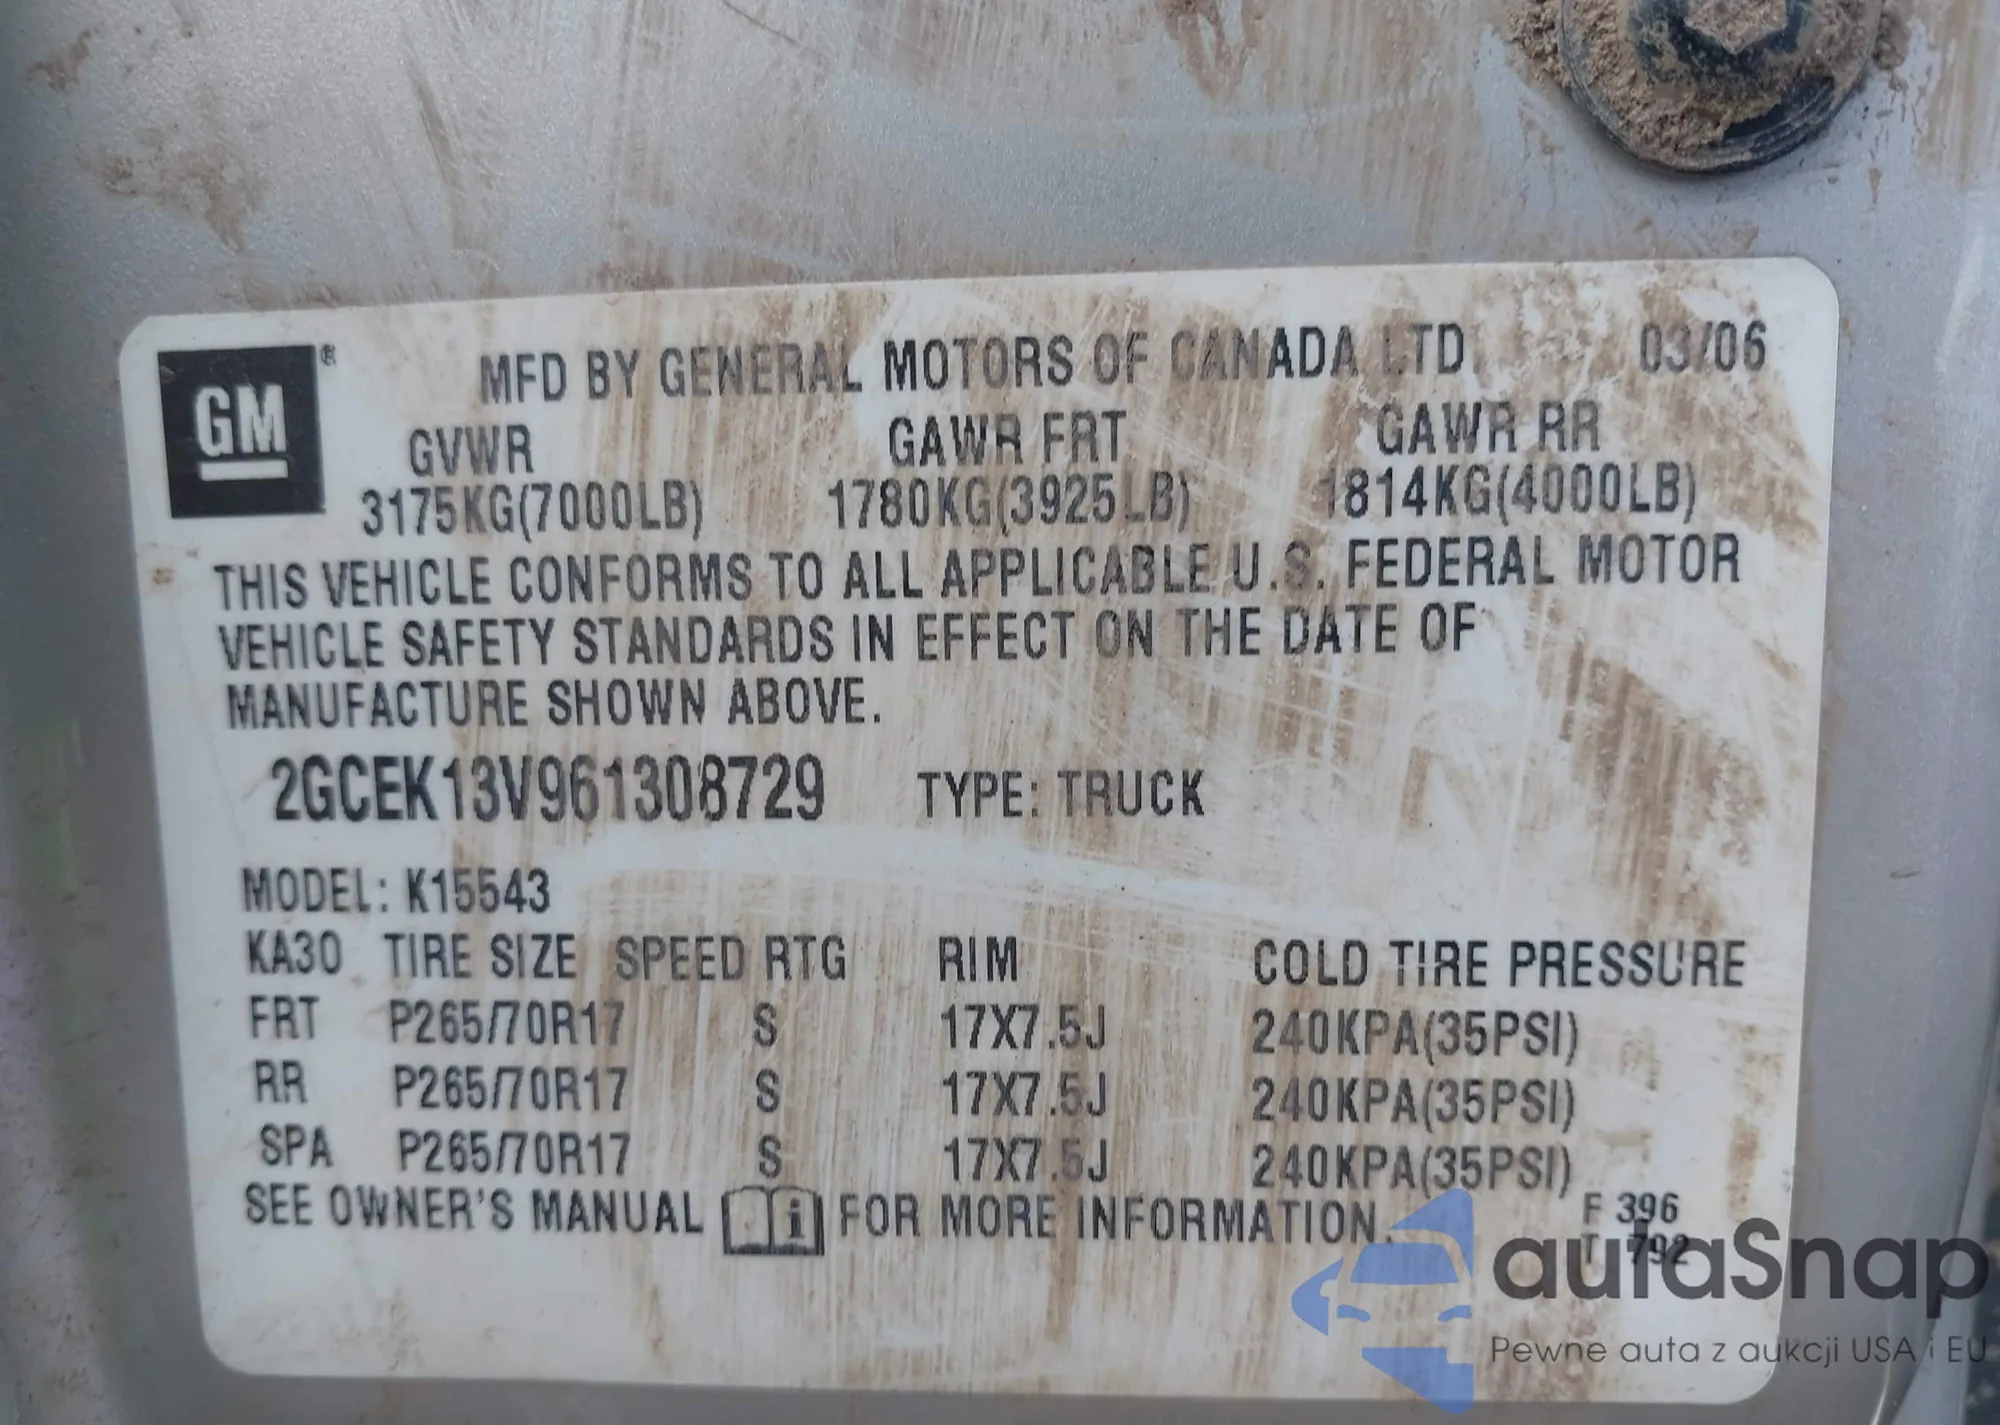 GM ® MFD BY GENERAL MOTORS OF CANADA LTD. 03/06
GVWR GAWR FRT GAWR RR
3175KG(7000LB) 1780KG(3925LB) 1814KG(4000LB)
THIS VEHICLE CONFORMS TO ALL APPLICABLE U.S. FEDERAL MOTOR
VEHICLE SAFETY STANDARDS IN EFFECT ON THE DATE OF
MANUFACTURE SHOWN ABOVE.
2GCEK13V961308729 TYPE: TRUCK
MODEL: K15543
KA30 TIRE SIZE SPEED RTG RIM COLD TIRE PRESSURE
FRT P265/70R17 S 17X7.5J 240KPA(35PSI)
RR P265/70R17 S 17X7.5J 240KPA(35PSI)
SPA P265/70R17 S 17X7.5J 240KPA(35PSI)
SEE OWNER'S MANUAL i FOR MORE INFORMATION.
F 396
T 792
autaSnap
Pewne auta z aukcji USA i EU